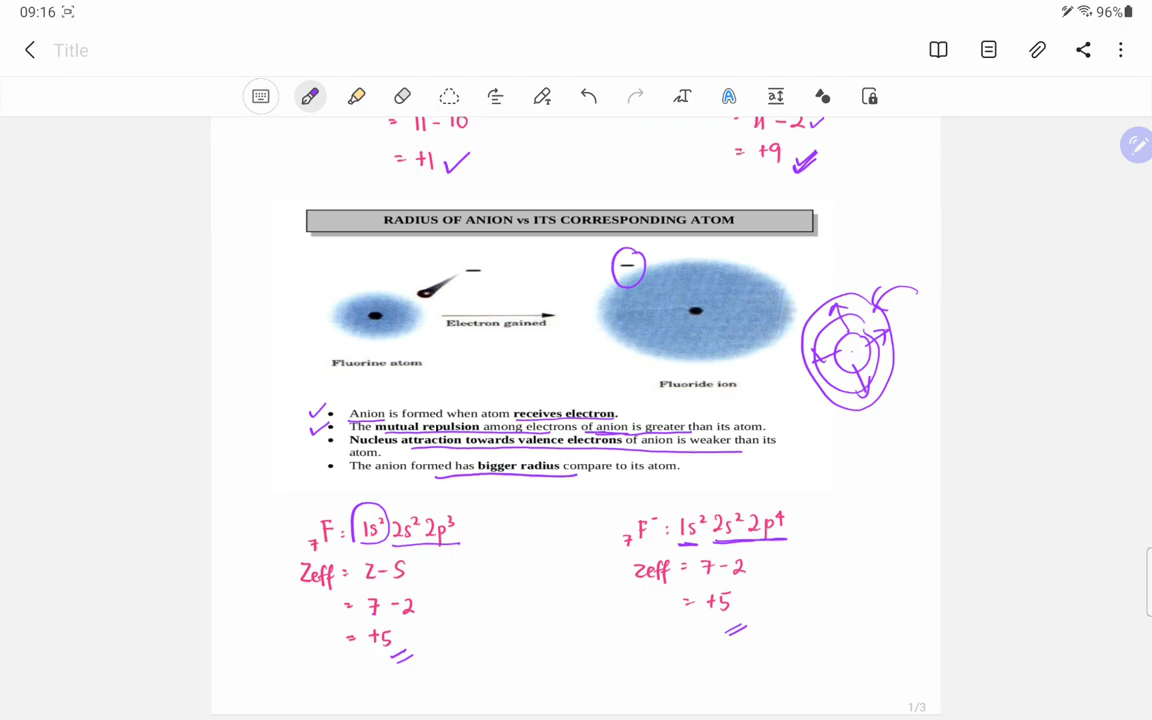 09:16
96%
Title
= 11 - 10
= +1 ✓
= 11 - 2 ✓
= +9 ✓
RADIUS OF ANION vs ITS CORRESPONDING ATOM
Electron gained
Fluorine atom
Fluoride ion
• Anion is formed when atom receives electron.
• The mutual repulsion among electrons of anion is greater than its atom.
• Nucleus attraction towards valence electrons of anion is weaker than its
atom.
• The anion formed has bigger radius compare to its atom.
₇F : 1s² 2s² 2p³
Zeff = Z - S
= 7 - 2
= +5
₇F⁻ : 1s² 2s² 2p⁴
Zeff = 7 - 2
= +5
1/3